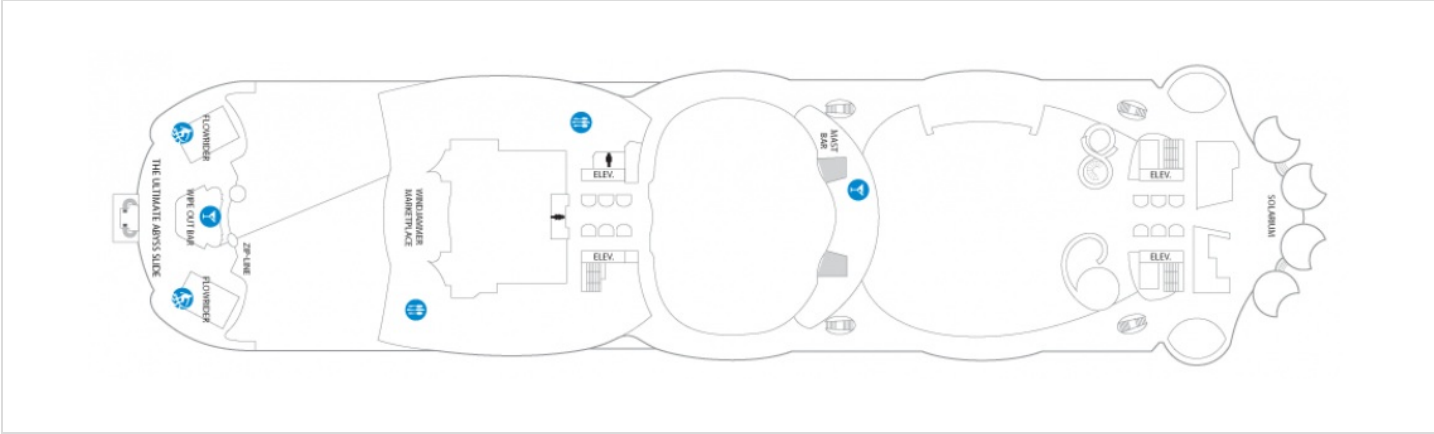 FLOWRIDER
THE ULTIMATE ABYSS SLIDE
WIPE OUT BAR
ZIP-LINE
FLOWRIDER
WINDJAMMER
MARKETPLACE
ELEV.
ELEV.
MAST
BAR
ELEV.
ELEV.
SOLARIUM